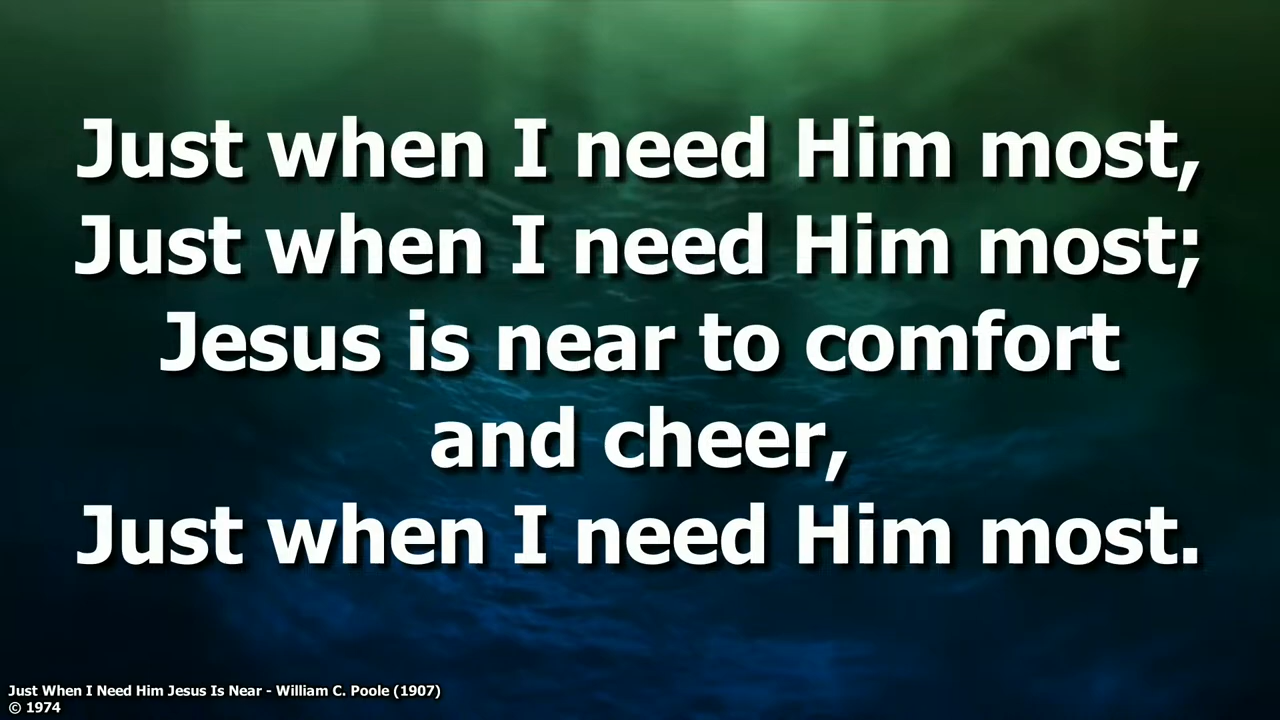 Just when I need Him most,
Just when I need Him most;
Jesus is near to comfort
and cheer,
Just when I need Him most.
Just When I Need Him Jesus Is Near - William C. Poole (1907)
© 1974